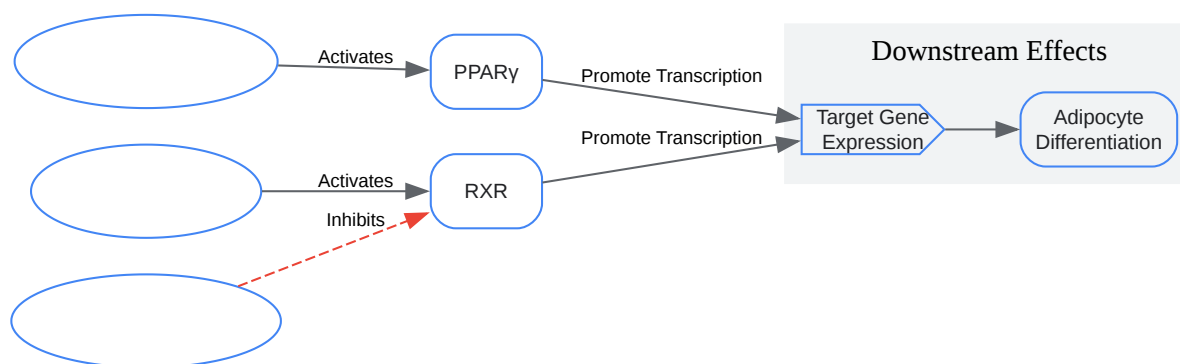 Downstream Effects
Activates
PPARγ
Promote Transcription
Target Gene
Expression
Adipocyte
Differentiation
Promote Transcription
Activates
RXR
Inhibits